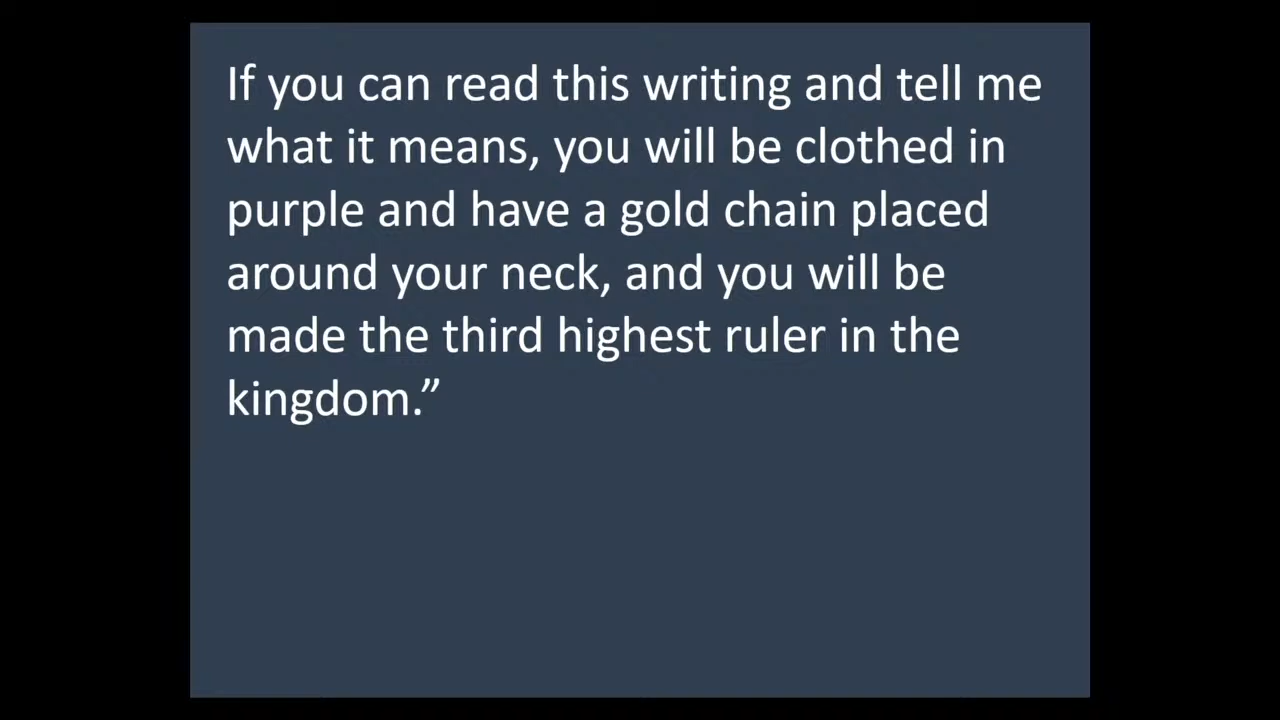 If you can read this writing and tell me
what it means, you will be clothed in
purple and have a gold chain placed
around your neck, and you will be
made the third highest ruler in the
kingdom.”